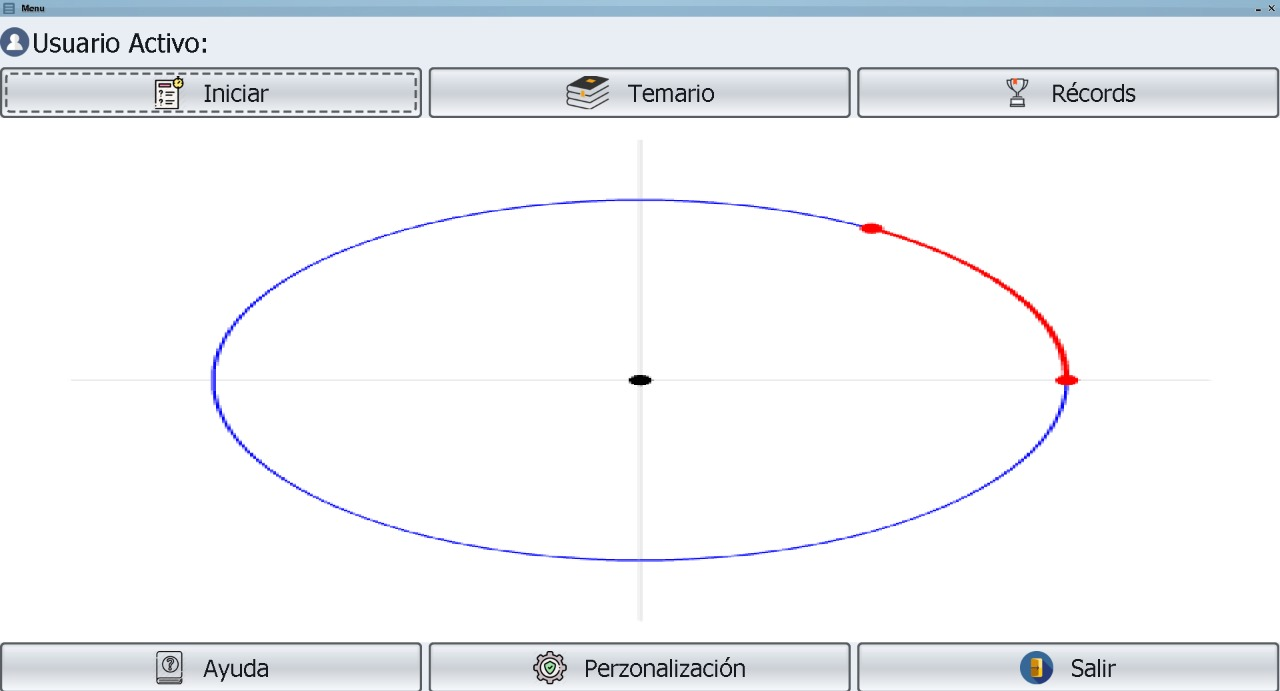 Menu
Usuario Activo:
Iniciar
Temario
Récords
Ayuda
Perzonalización
Salir